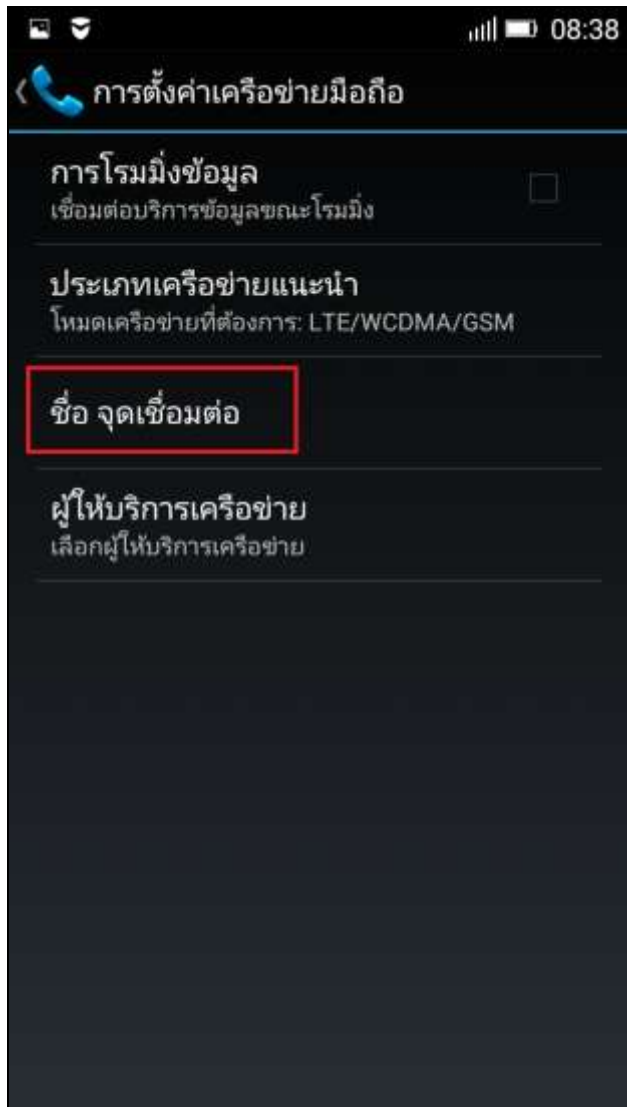 08:38
การตั้งค่าเครือข่ายมือถือ
การโรมมิ่งข้อมูล
เชื่อมต่อบริการข้อมูลขณะโรมมิ่ง
ประเภทเครือข่ายแนะนำ
โหมดเครือข่ายที่ต้องการ: LTE/WCDMA/GSM
ชื่อ จุดเชื่อมต่อ
ผู้ให้บริการเครือข่าย
เลือกผู้ให้บริการเครือข่าย